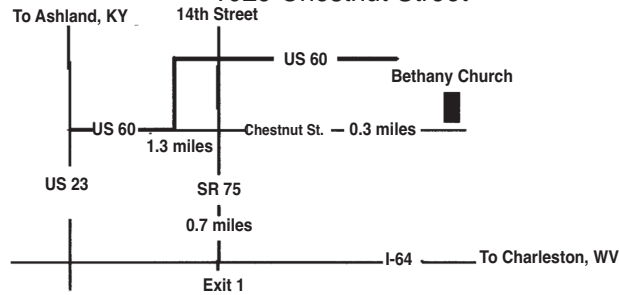 To Ashland, KY
14th Street
US 60
Bethany Church
US 60
Chestnut St. – 0.3 miles
1.3 miles
US 23
SR 75
0.7 miles
I-64
To Charleston, WV
Exit 1